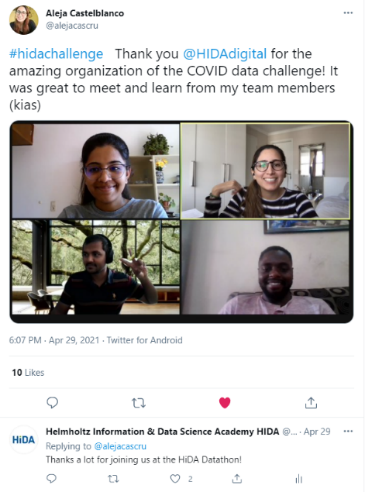 Aleja Castelblanco
@alejacascru
#hidachallenge Thank you @HIDAdigital for the
amazing organization of the COVID data challenge! It
was great to meet and learn from my team members
(kias)
6:07 PM · Apr 29, 2021 · Twitter for Android
10 Likes
HiDA
Helmholtz Information & Data Science Academy HIDA @... · Apr 29
Replying to @alejacascru
Thanks a lot for joining us at the HiDA Datathon!
2